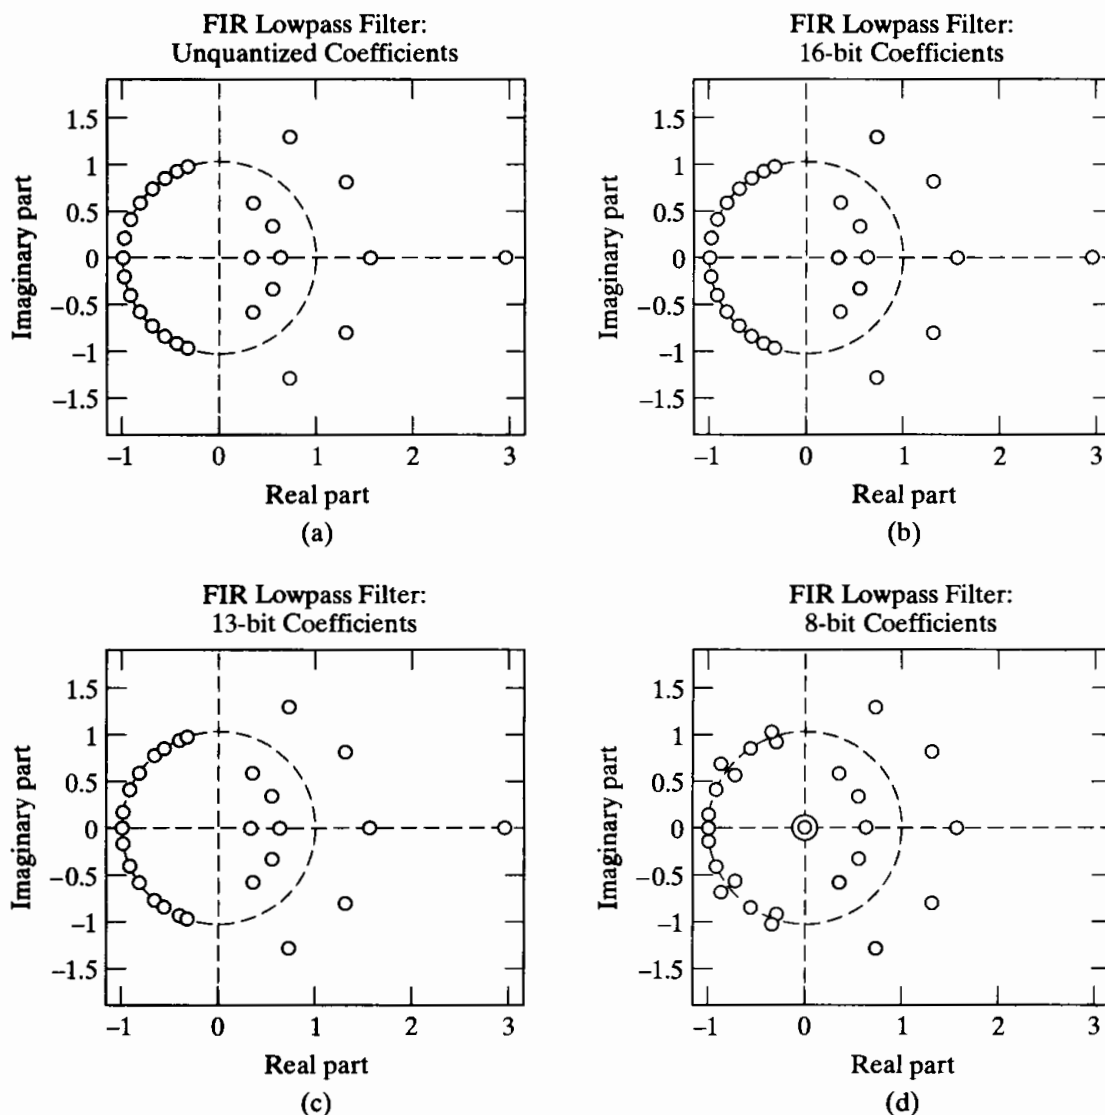 FIR Lowpass Filter:
Unquantized Coefficients
Imaginary part
1.5
1
0.5
0
−0.5
−1
−1.5
−1 0 1 2 3
Real part
(a)
FIR Lowpass Filter:
16-bit Coefficients
Imaginary part
1.5
1
0.5
0
−0.5
−1
−1.5
−1 0 1 2 3
Real part
(b)
FIR Lowpass Filter:
13-bit Coefficients
Imaginary part
1.5
1
0.5
0
−0.5
−1
−1.5
−1 0 1 2 3
Real part
(c)
FIR Lowpass Filter:
8-bit Coefficients
Imaginary part
1.5
1
0.5
0
−0.5
−1
−1.5
−1 0 1 2 3
Real part
(d)